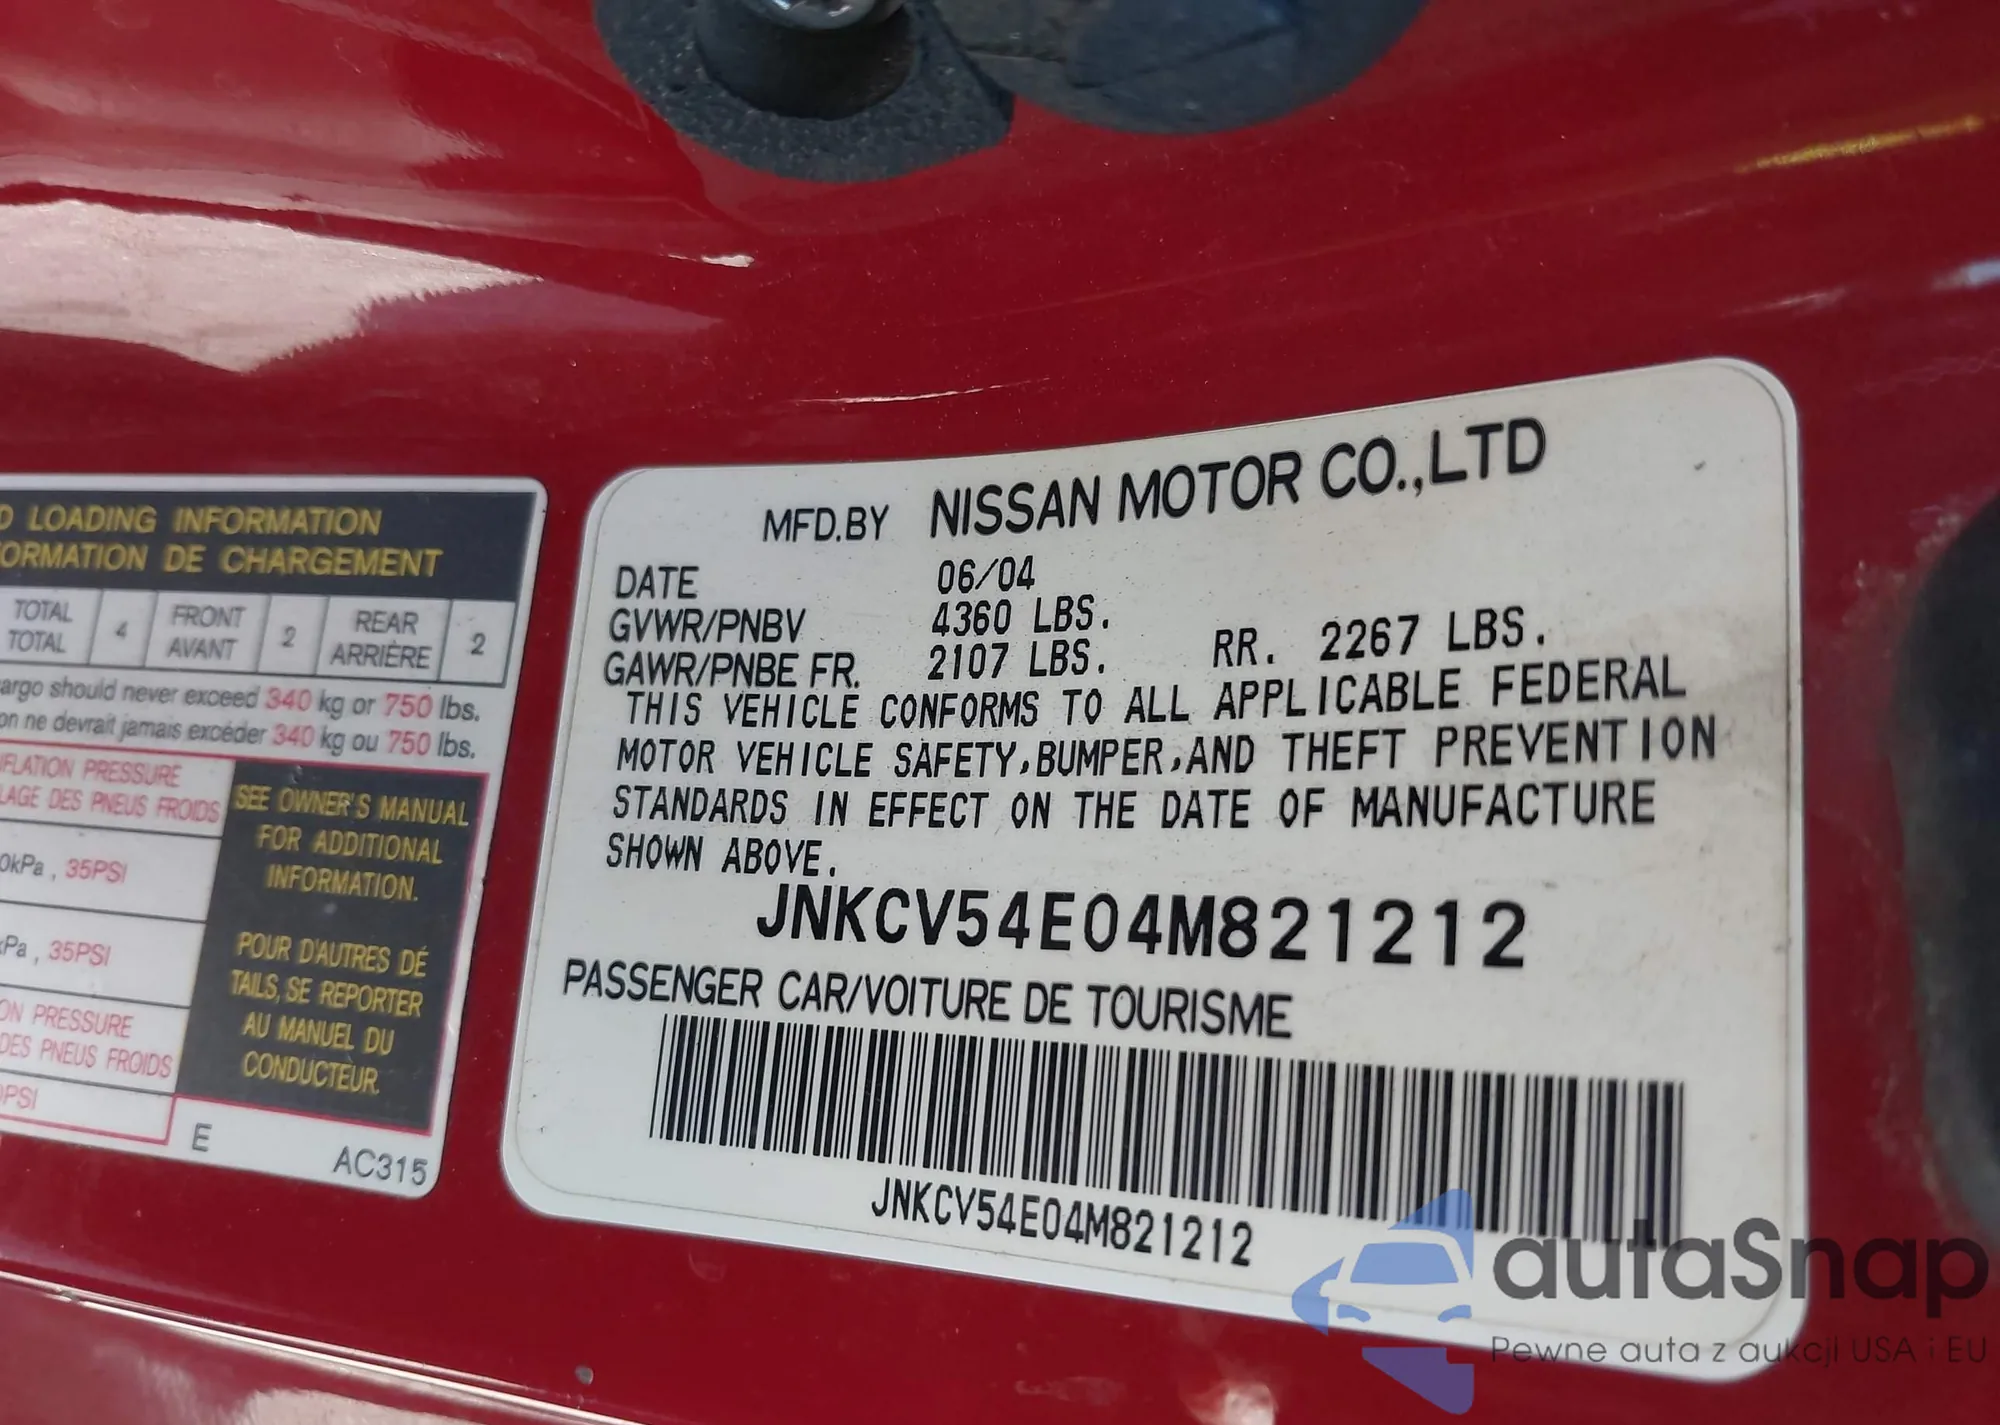 D LOADING INFORMATION
FORMATION DE CHARGEMENT
TOTAL
TOTAL
4
FRONT
AVANT
2
REAR
ARRIÈRE
2
argo should never exceed 340 kg or 750 lbs.
on ne devrait jamais excéder 340 kg ou 750 lbs.
NFLATION PRESSURE
LAGE DES PNEUS FROIDS
0kPa , 35PSI
kPa , 35PSI
ON PRESSURE
DES PNEUS FROIDS
0PSI
SEE OWNER'S MANUAL
FOR ADDITIONAL
INFORMATION.
POUR D'AUTRES DÉ
TAILS, SE REPORTER
AU MANUEL DU
CONDUCTEUR.
E AC315
MFD.BY NISSAN MOTOR CO.,LTD
DATE 06/04
GVWR/PNBV 4360 LBS.
GAWR/PNBE FR. 2107 LBS. RR. 2267 LBS.
THIS VEHICLE CONFORMS TO ALL APPLICABLE FEDERAL
MOTOR VEHICLE SAFETY,BUMPER,AND THEFT PREVENTION
STANDARDS IN EFFECT ON THE DATE OF MANUFACTURE
SHOWN ABOVE.
JNKCV54E04M821212
PASSENGER CAR/VOITURE DE TOURISME
JNKCV54E04M821212
autaSnap
Pewne auta z aukcji USA i EU